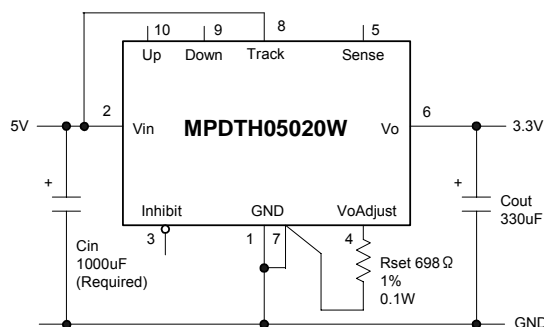 10
9
8
5
Up
Down
Track
Sense
2
6
5V
Vin
MPDTH05020W
Vo
3.3V
+
+
Inhibit
GND
VoAdjust
Cout
330uF
3
1
7
4
Cin
1000uF
(Required)
Rset 698Ω
1%
0.1W
GND